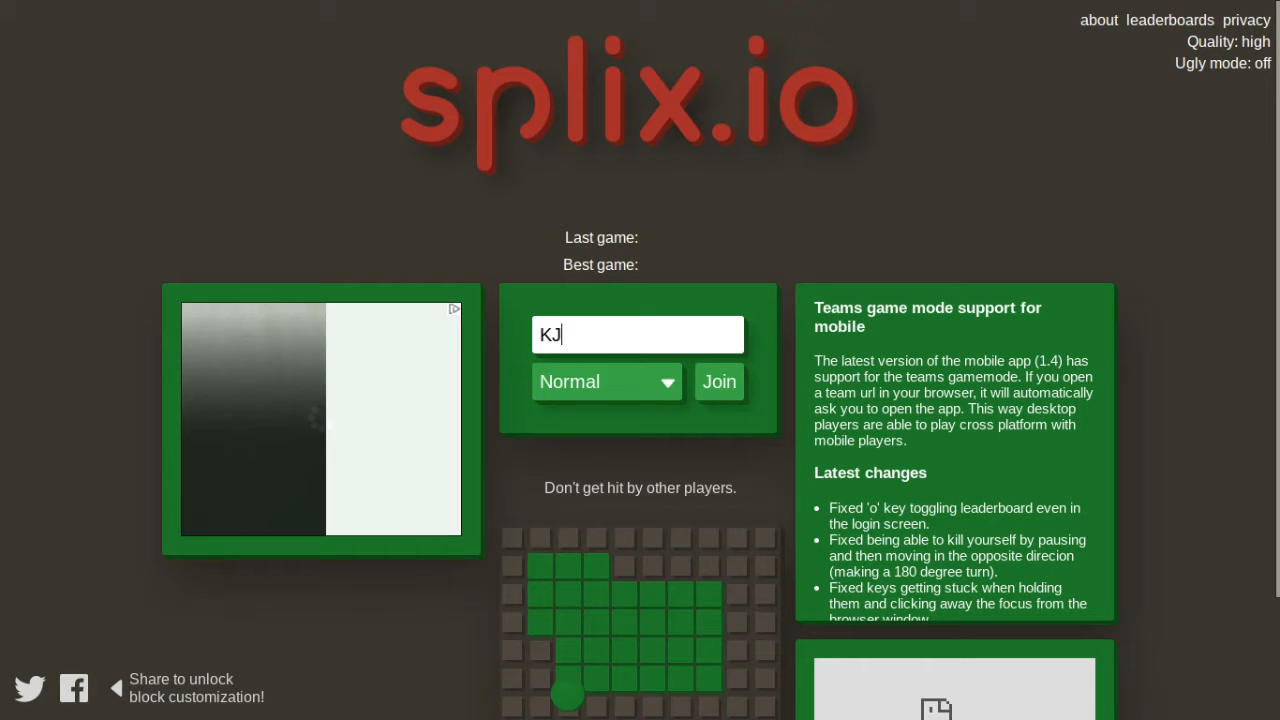 about leaderboards privacy
Quality: high
Ugly mode: off
splix.io
Last game:
Best game:
KJ
Normal
Join
Don't get hit by other players.
Teams game mode support for
mobile
The latest version of the mobile app (1.4) has
support for the teams gamemode. If you open
a team url in your browser, it will automatically
ask you to open the app. This way desktop
players are able to play cross platform with
mobile players.
Latest changes
Fixed 'o' key toggling leaderboard even in
the login screen.
Fixed being able to kill yourself by pausing
and then moving in the opposite direcion
(making a 180 degree turn).
Fixed keys getting stuck when holding
them and clicking away the focus from the
browser window.
Share to unlock
block customization!